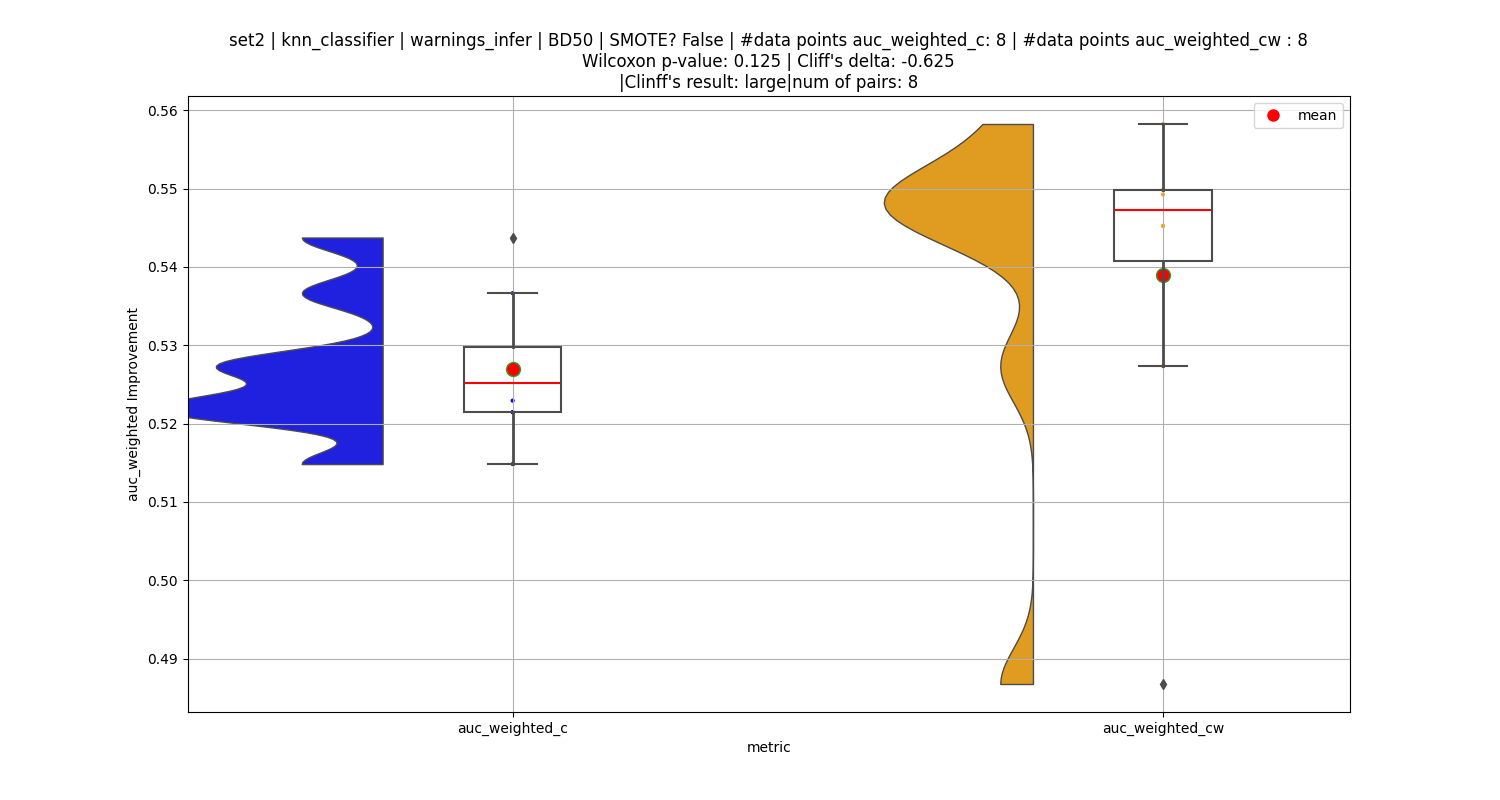 set2 | knn_classifier | warnings_infer | BD50 | SMOTE? False | #data points auc_weighted_c: 8 | #data points auc_weighted_cw : 8
Wilcoxon p-value: 0.125 | Cliff's delta: -0.625
|Clinff's result: large|num of pairs: 8
mean
0.56
0.55
0.54
0.53
0.52
0.51
0.50
0.49
auc_weighted Improvement
auc_weighted_c
auc_weighted_cw
metric